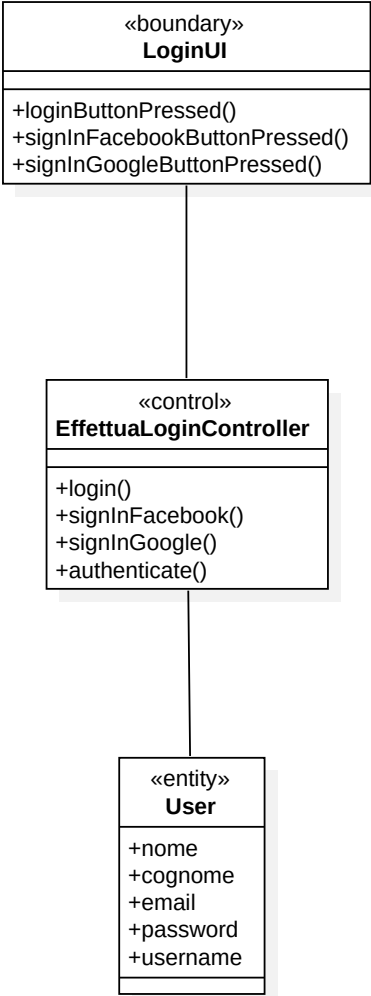 «boundary»
LoginUI
+loginButtonPressed()
+signInFacebookButtonPressed()
+signInGoogleButtonPressed()
«control»
EffettuaLoginController
+login()
+signInFacebook()
+signInGoogle()
+authenticate()
«entity»
User
+nome
+cognome
+email
+password
+username